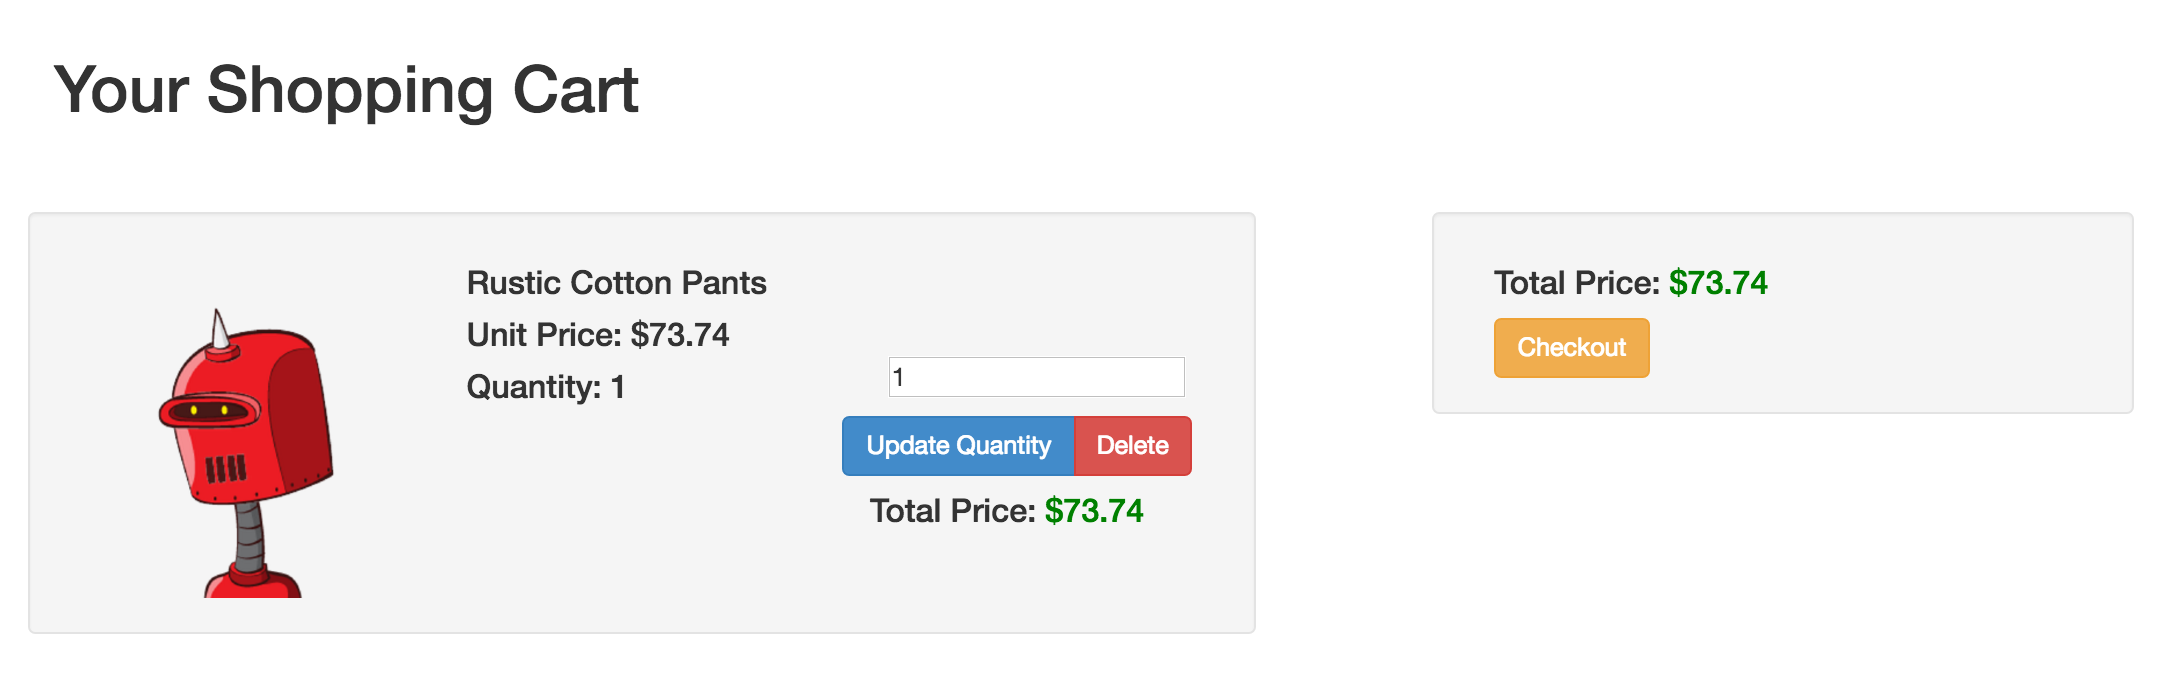 Your Shopping Cart
Rustic Cotton Pants
Unit Price: $73.74
Quantity: 1
1
Update Quantity Delete
Total Price: $73.74
Total Price: $73.74
Checkout